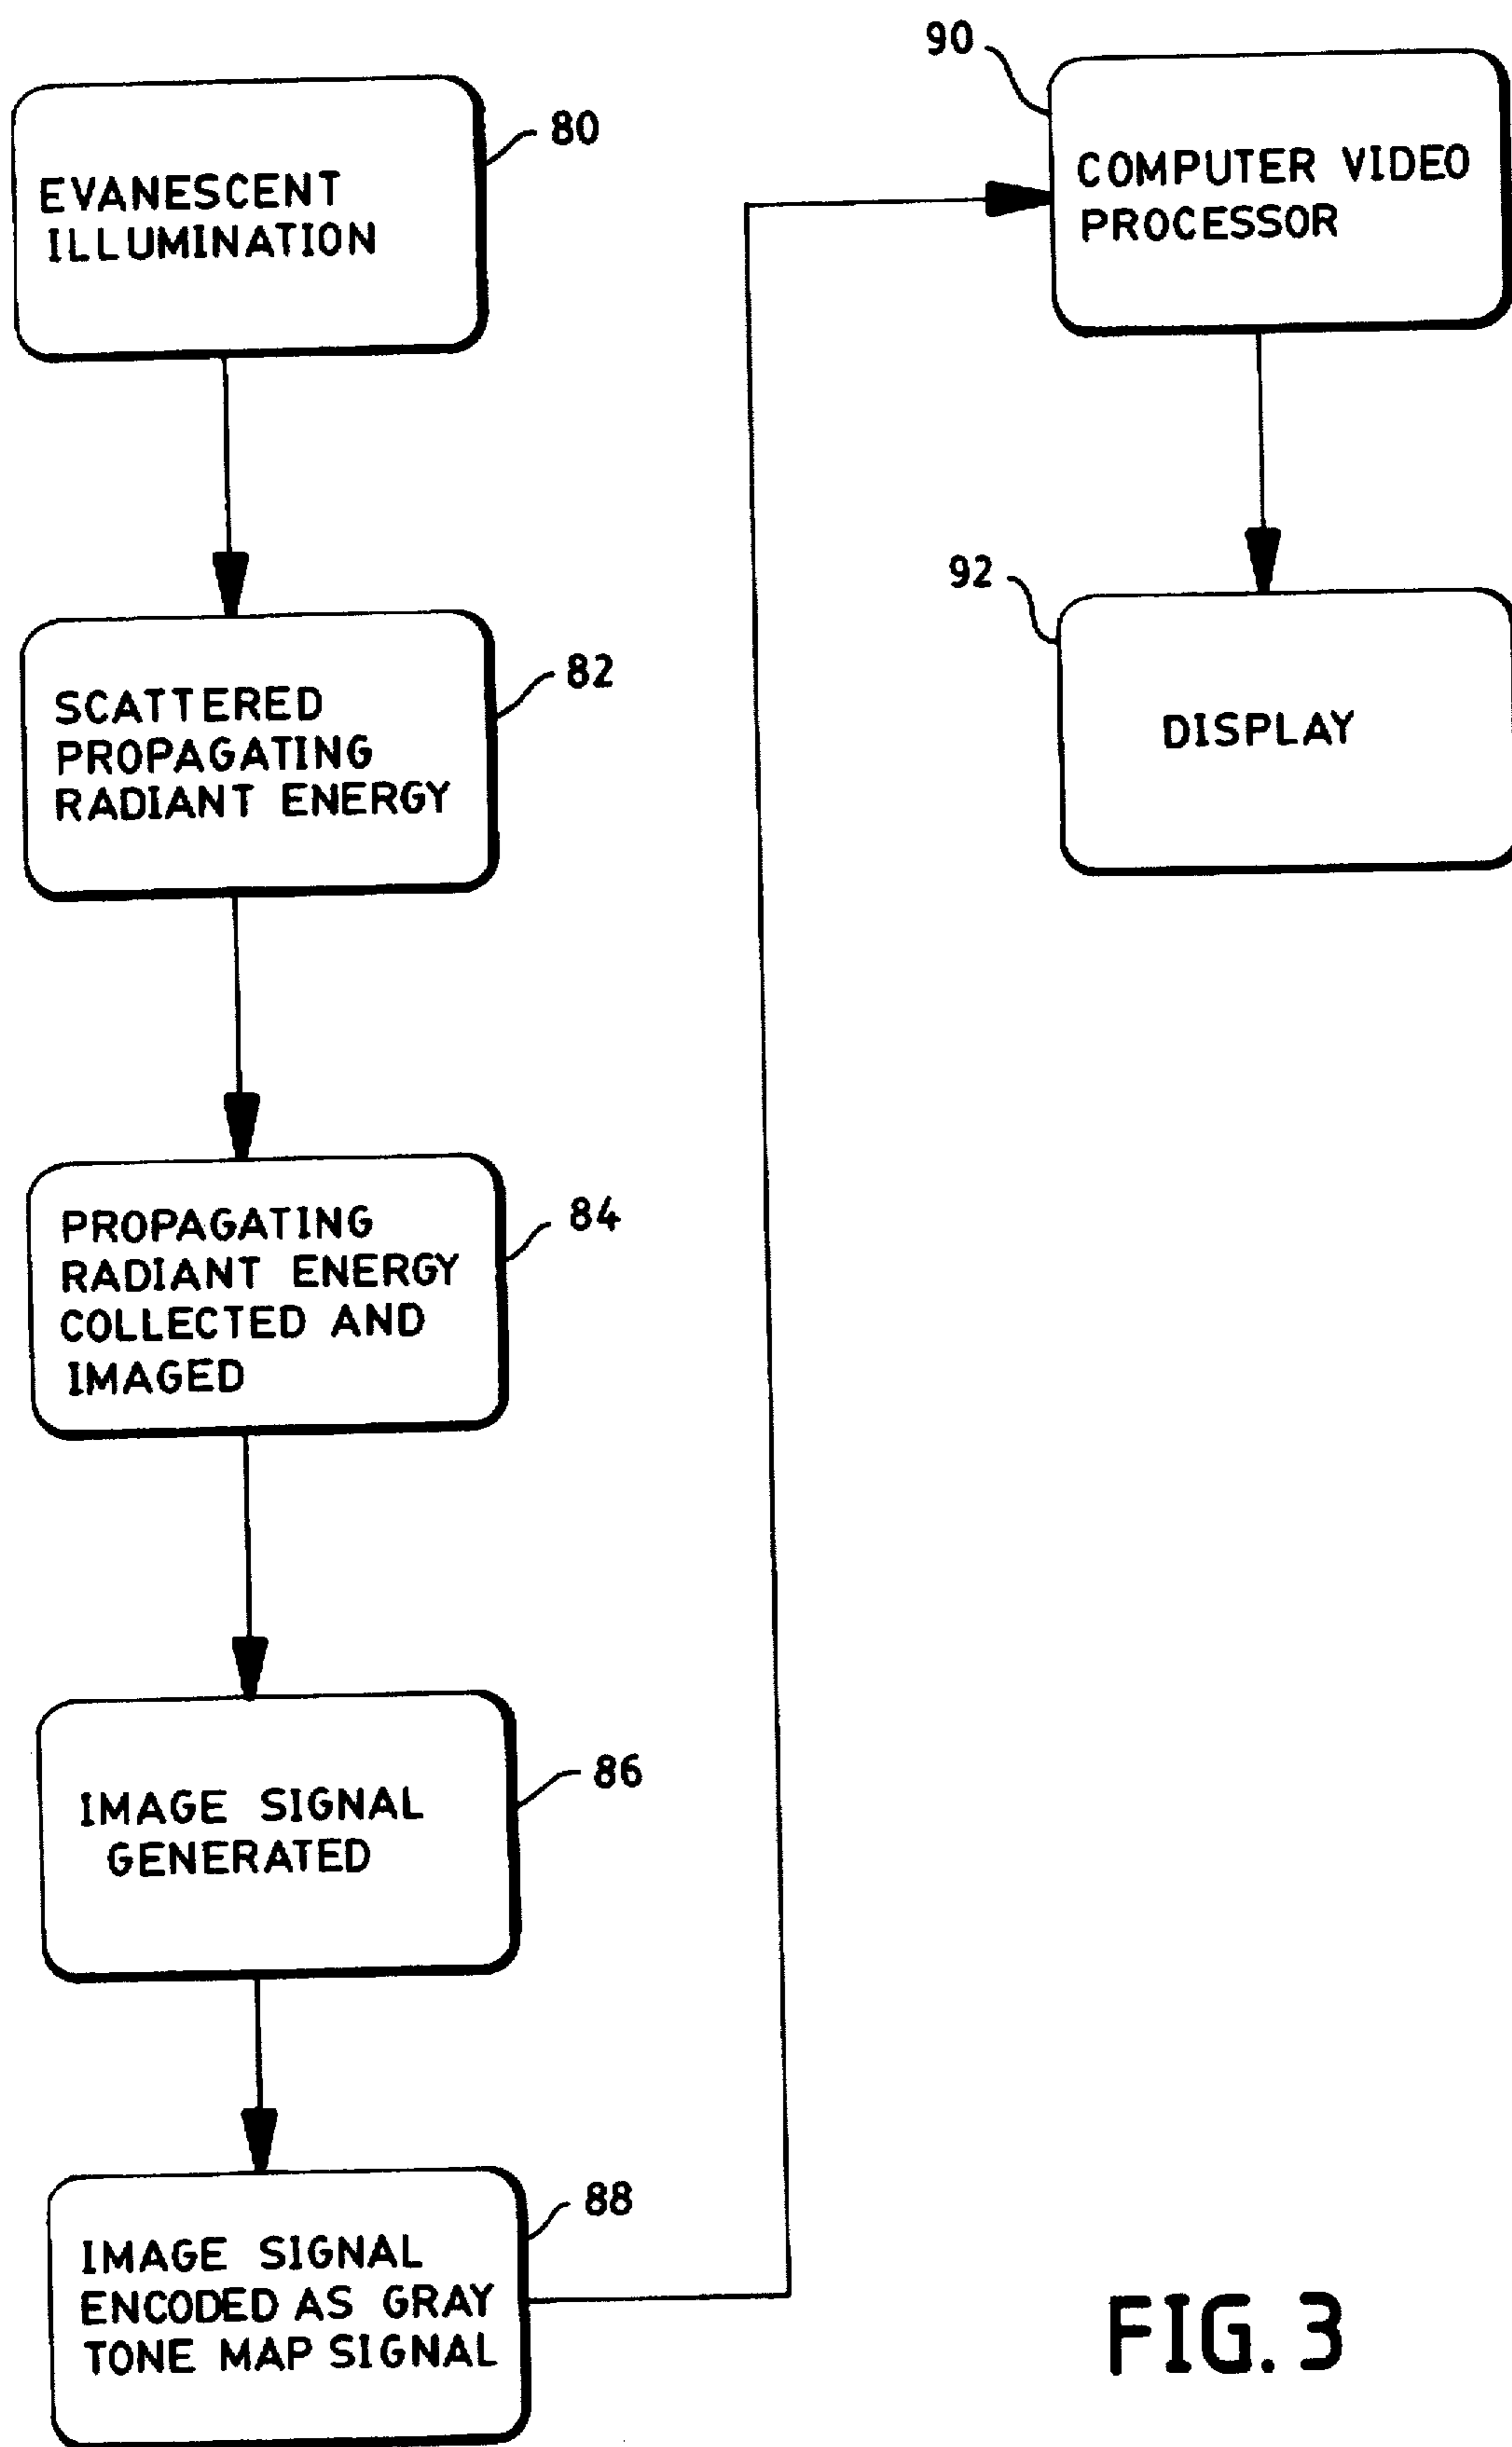 80
EVANESCENT
ILLUMINATION
82
SCATTERED
PROPAGATING
RADIANT ENERGY
84
PROPAGATING
RADIANT ENERGY
COLLECTED AND
IMAGED
86
IMAGE SIGNAL
GENERATED
88
IMAGE SIGNAL
ENCODED AS GRAY
TONE MAP SIGNAL
90
COMPUTER VIDEO
PROCESSOR
92
DISPLAY
FIG. 3